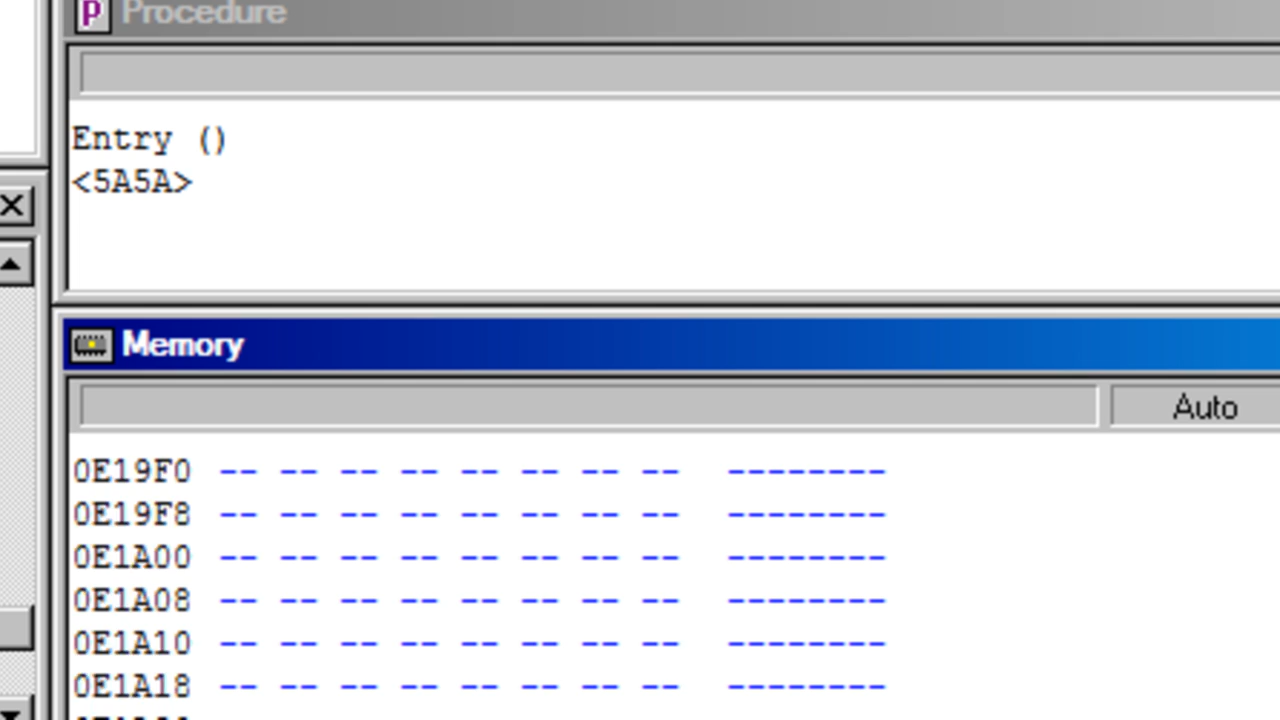 Procedure
Entry ()
<5A5A>
Memory
Auto
0E19F0 -- -- -- -- -- -- -- -- --------
0E19F8 -- -- -- -- -- -- -- -- --------
0E1A00 -- -- -- -- -- -- -- -- --------
0E1A08 -- -- -- -- -- -- -- -- --------
0E1A10 -- -- -- -- -- -- -- -- --------
0E1A18 -- -- -- -- -- -- -- -- --------